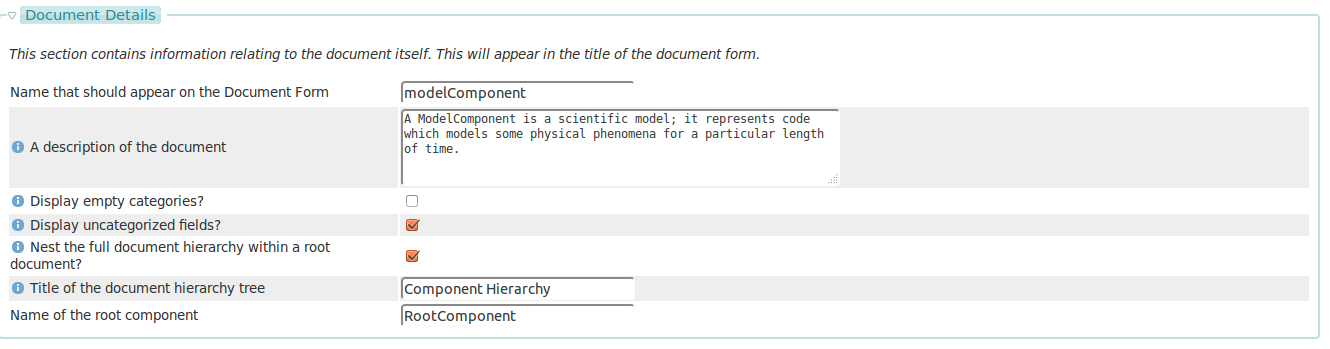 Document Details
This section contains information relating to the document itself. This will appear in the title of the document form.
Name that should appear on the Document Form
modelComponent
A description of the document
A ModelComponent is a scientific model; it represents code
which models some physical phenomena for a particular length
of time.
Display empty categories?
Display uncategorized fields?
Nest the full document hierarchy within a root
document?
Title of the document hierarchy tree
Component Hierarchy
Name of the root component
RootComponent